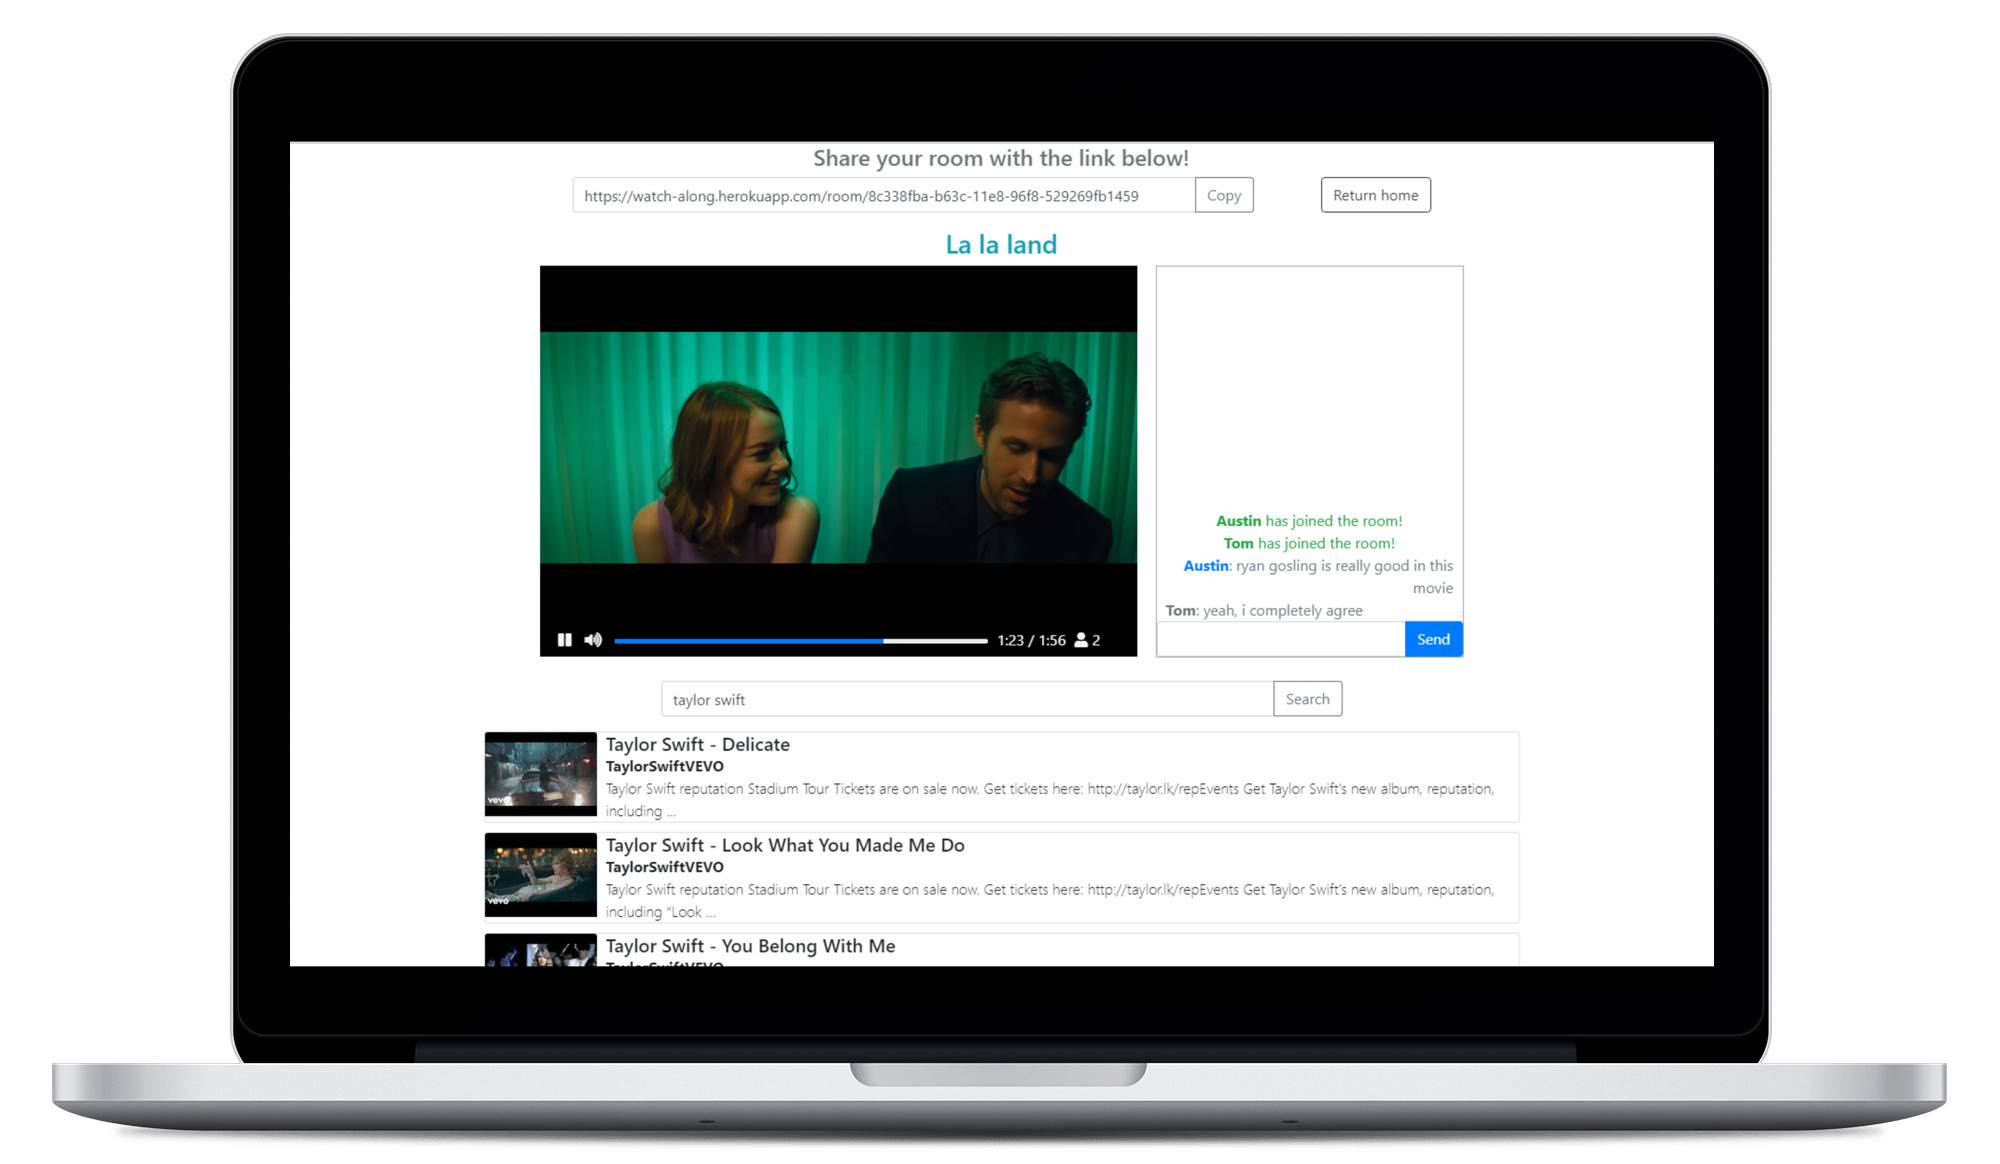 Share your room with the link below!
https://watch-along.herokuapp.com/room/8c338fba-b63c-11e8-96f8-529269fb1459
Copy
Return home
La la land
1:23 / 1:56
2
Austin has joined the room!
Tom has joined the room!
Austin: ryan gosling is really good in this
movie
Tom: yeah, i completely agree
Send
taylor swift
Search
vevo
Taylor Swift - Delicate
TaylorSwiftVEVO
Taylor Swift reputation Stadium Tour Tickets are on sale now. Get tickets here: http://taylor.lk/repEvents Get Taylor Swift's new album, reputation,
including ...
vevo
Taylor Swift - Look What You Made Me Do
TaylorSwiftVEVO
Taylor Swift reputation Stadium Tour Tickets are on sale now. Get tickets here: http://taylor.lk/repEvents Get Taylor Swift's new album, reputation,
including "Look ...
Taylor Swift - You Belong With Me
TaylorSwiftVEVO